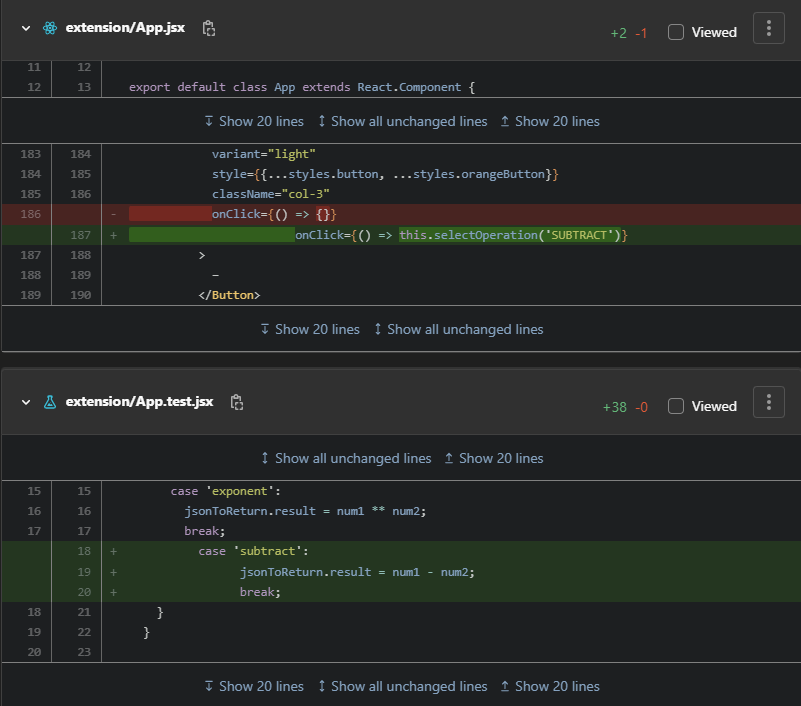 extension/App.jsx +2 -1 Viewed
11 12
12 13 export default class App extends React.Component {
Show 20 lines Show all unchanged lines Show 20 lines
183 184 variant="light"
184 185 style={{...styles.button, ...styles.orangeButton}}
185 186 className="col-3"
186 - onClick={() => {}}
187 + onClick={() => this.selectOperation('SUBTRACT')}
187 188 >
188 189 −
189 190 </Button>
Show 20 lines Show all unchanged lines
extension/App.test.jsx +38 -0 Viewed
Show all unchanged lines Show 20 lines
15 15 case 'exponent':
16 16 jsonToReturn.result = num1 ** num2;
17 17 break;
18 + case 'subtract':
19 + jsonToReturn.result = num1 - num2;
20 + break;
18 21 }
19 22 }
20 23
Show 20 lines Show all unchanged lines Show 20 lines